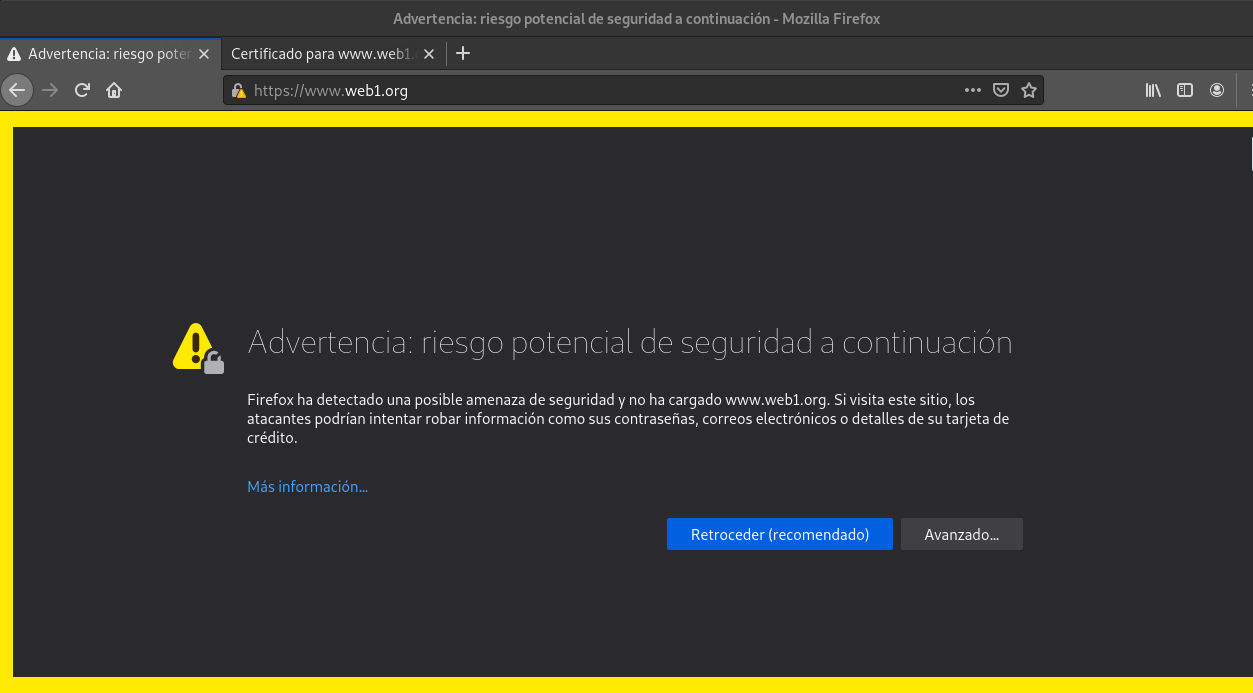 Advertencia: riesgo potencial de seguridad a continuación - Mozilla Firefox
Advertencia: riesgo poten
Certificado para www.web1.
https://www.web1.org
Advertencia: riesgo potencial de seguridad a continuación
Firefox ha detectado una posible amenaza de seguridad y no ha cargado www.web1.org. Si visita este sitio, los
atacantes podrían intentar robar información como sus contraseñas, correos electrónicos o detalles de su tarjeta de
crédito.
Más información...
Retroceder (recomendado)
Avanzado...